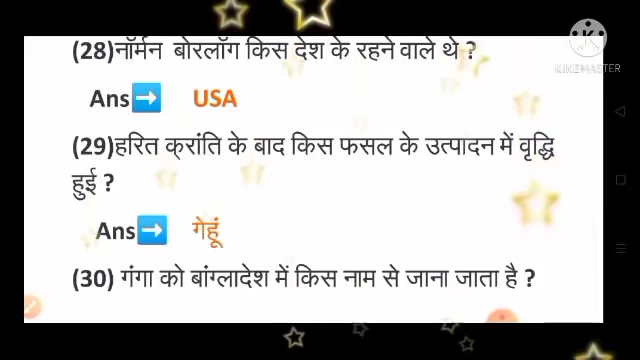 (28)नॉर्मन बोरलॉग किस देश के रहने वाले थे ?
Ans➡ USA
(29)हरित क्रांति के बाद किस फसल के उत्पादन में वृद्धि
हुई ?
Ans➡ गेहूं
(30) गंगा को बांग्लादेश में किस नाम से जाना जाता है ?
KINEMASTER